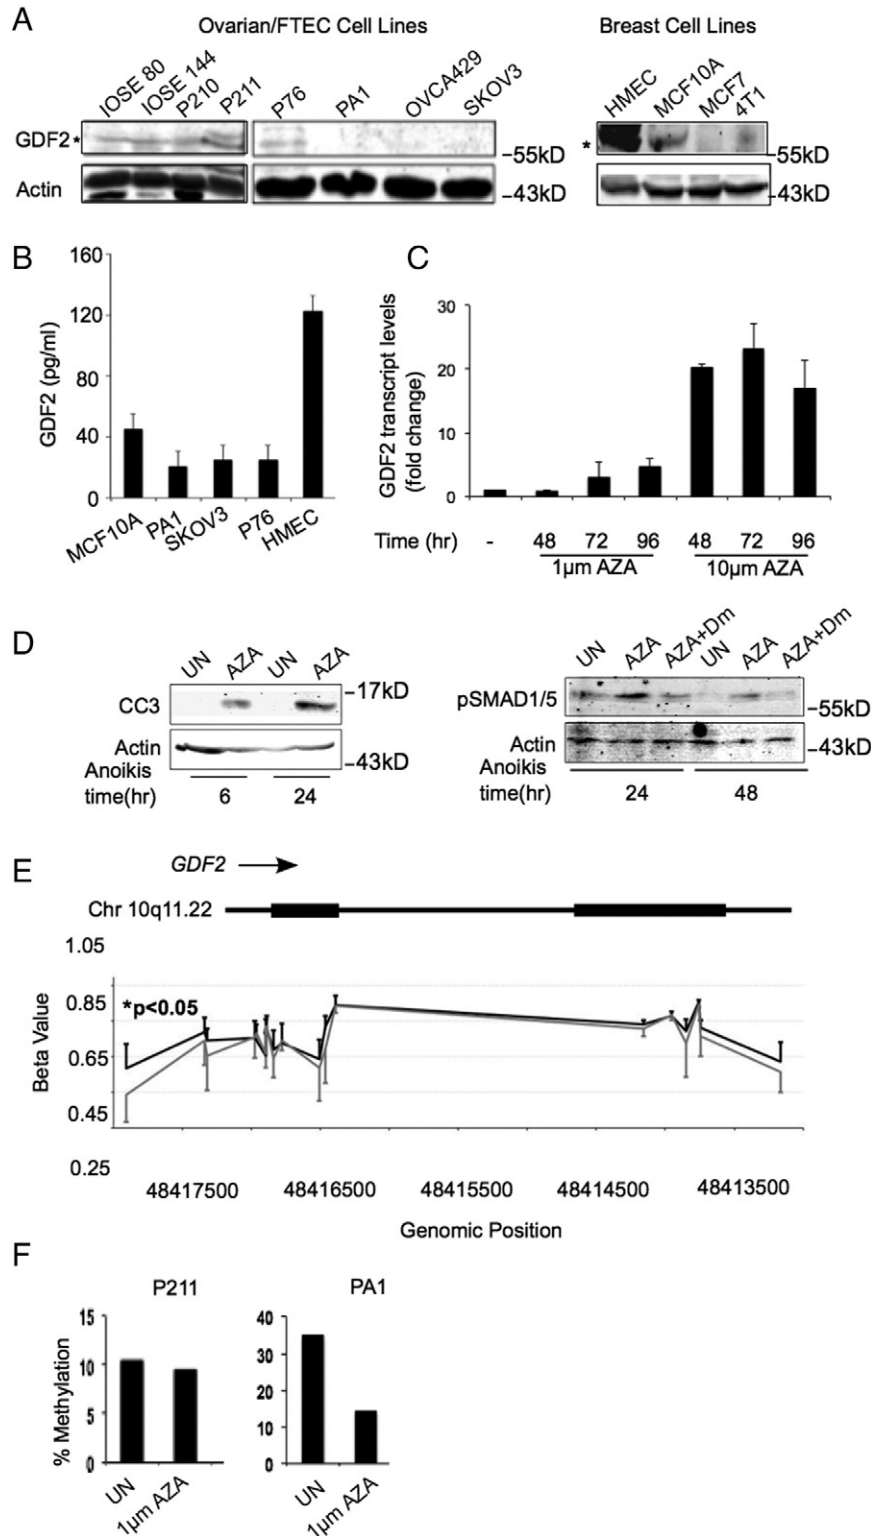 A
Ovarian/FTEC Cell Lines
Breast Cell Lines
IOSE 80
IOSE 144
P210
P211
P76
PA1
OVCA429
SKOV3
HMEC
MCF10A
MCF7
4T1
GDF2*
*
–55kD
–55kD
Actin
–43kD
–43kD
B
GDF2 (pg/ml)
160
120
80
40
0
MCF10A
PA1
SKOV3
P76
HMEC
C
GDF2 transcript levels
(fold change)
30
20
10
0
Time (hr) - 48 72 96 48 72 96
1µm AZA 10µm AZA
D
UN AZA UN AZA
CC3
–17kD
Actin
–43kD
Anoikis
time(hr) 6 24
UN AZA AZA+Dm UN AZA AZA+Dm
pSMAD1/5
–55kD
Actin
–43kD
Anoikis
time(hr) 24 48
E
GDF2
Chr 10q11.22
Beta Value
1.05
0.85
0.65
0.45
0.25
*p<0.05
48417500 48416500 48415500 48414500 48413500
Genomic Position
F
P211
% Methylation
15
10
5
0
UN
1µm AZA
PA1
40
30
20
10
0
UN
1µm AZA